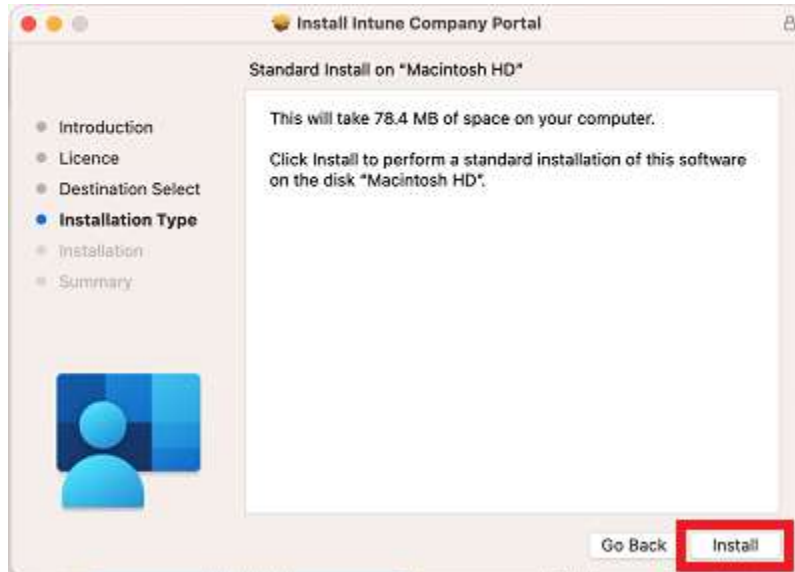 Install Intune Company Portal
Standard Install on "Macintosh HD"
Introduction
Licence
Destination Select
Installation Type
Installation
Summary
This will take 78.4 MB of space on your computer.
Click Install to perform a standard installation of this software
on the disk "Macintosh HD".
Go Back
Install